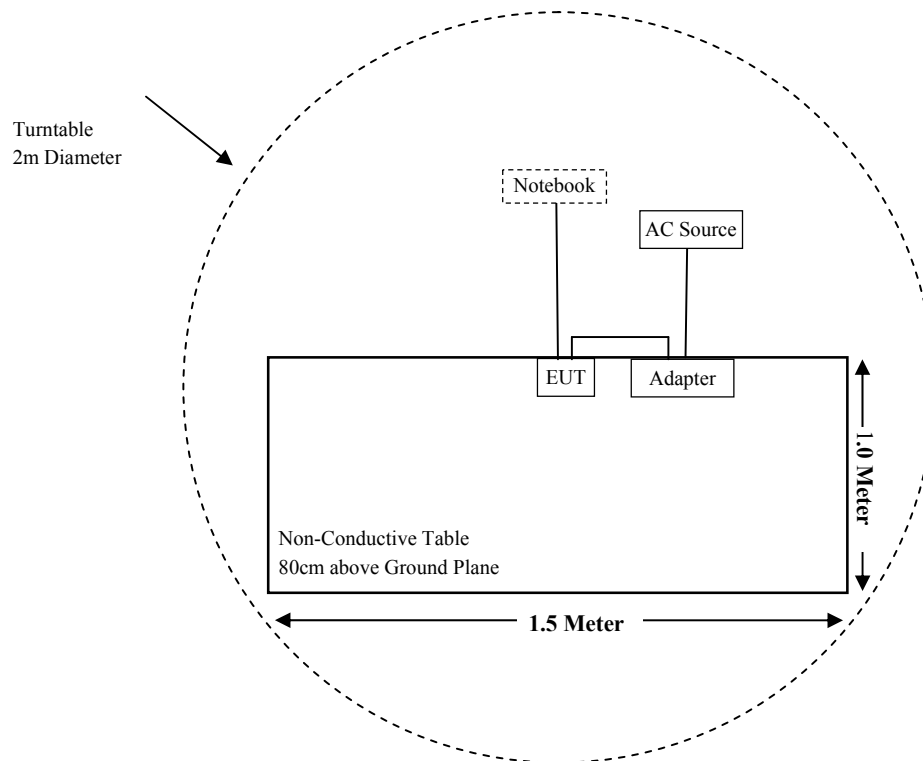 Turntable
2m Diameter
Notebook
AC Source
EUT
Adapter
1.0 Meter
Non-Conductive Table
80cm above Ground Plane
1.5 Meter